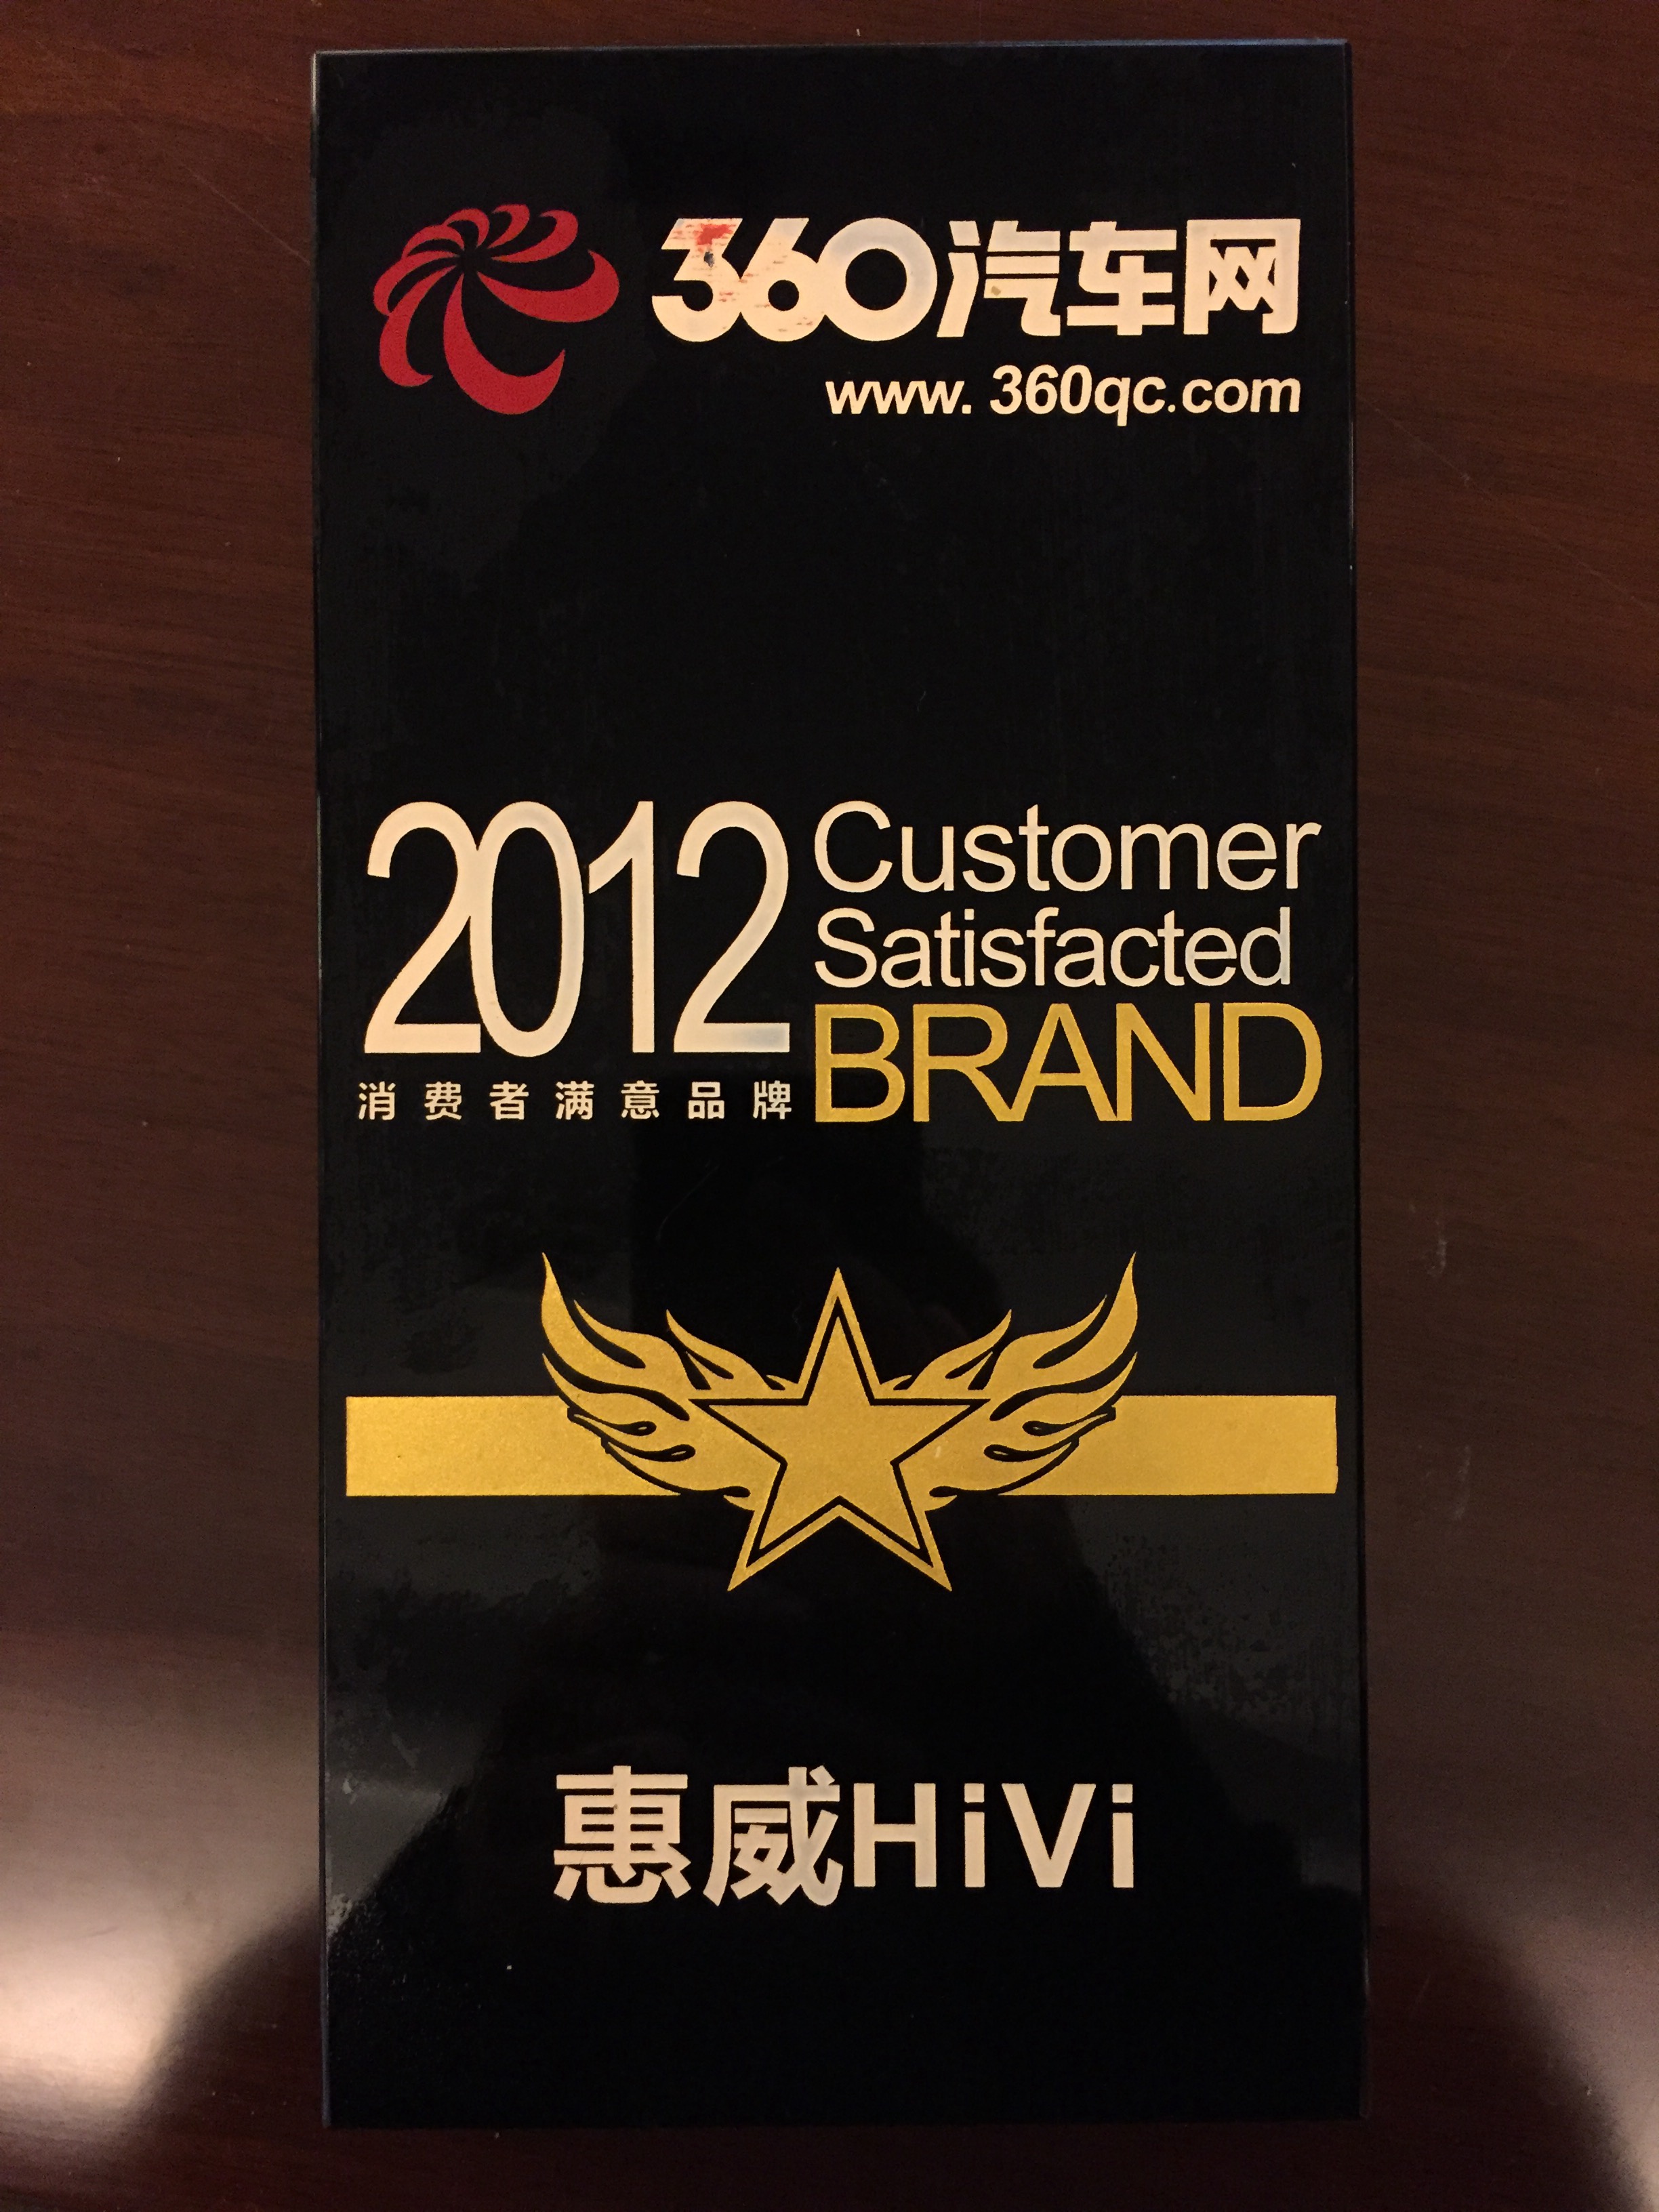 360汽车网
www. 360qc.com
2012
Customer
Satisfacted
BRAND
消费者满意品牌
惠威HiVi